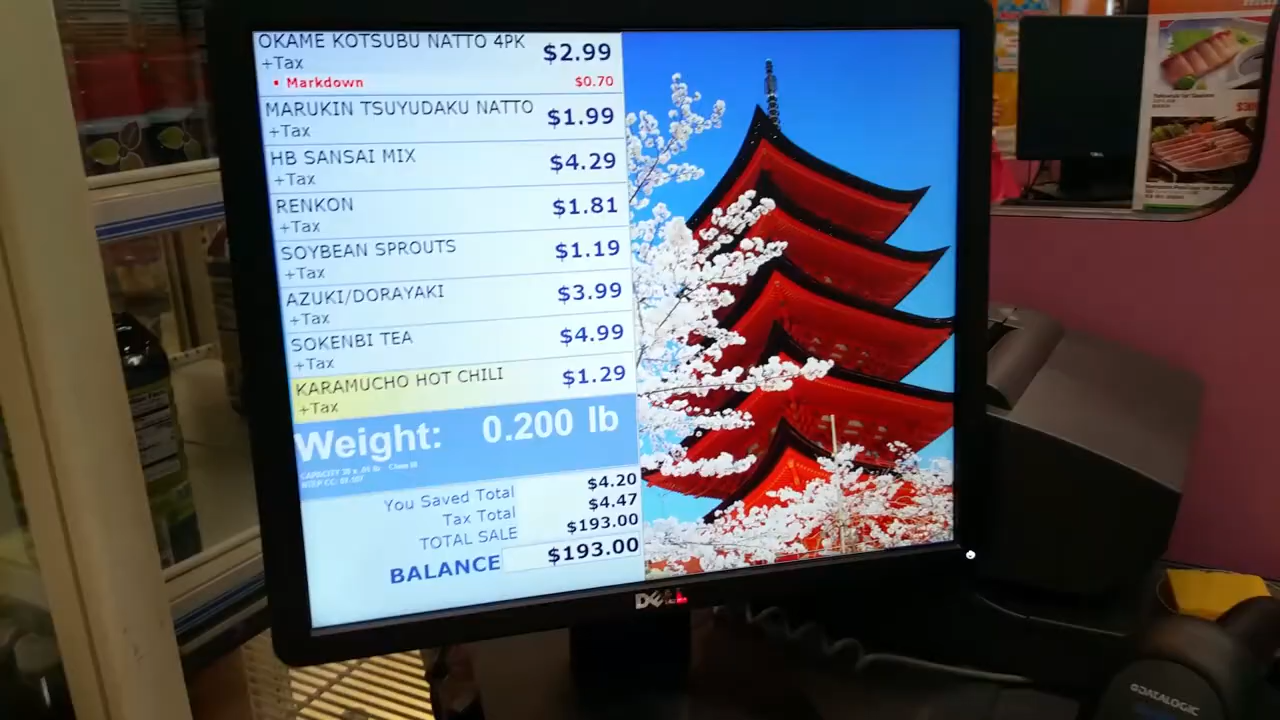 OKAME KOTSUBU NATTO 4PK $2.99
+Tax
• Markdown $0.70
MARUKIN TSUYUDAKU NATTO $1.99
+Tax
HB SANSAI MIX $4.29
+Tax
RENKON $1.81
+Tax
SOYBEAN SPROUTS $1.19
+Tax
AZUKI/DORAYAKI $3.99
+Tax
SOKENBI TEA $4.99
+Tax
KARAMUCHO HOT CHILI $1.29
+Tax
Weight: 0.200 lb
You Saved Total $4.20
Tax Total $4.47
TOTAL SALE $193.00
BALANCE $193.00
DELL
DATALOGIC